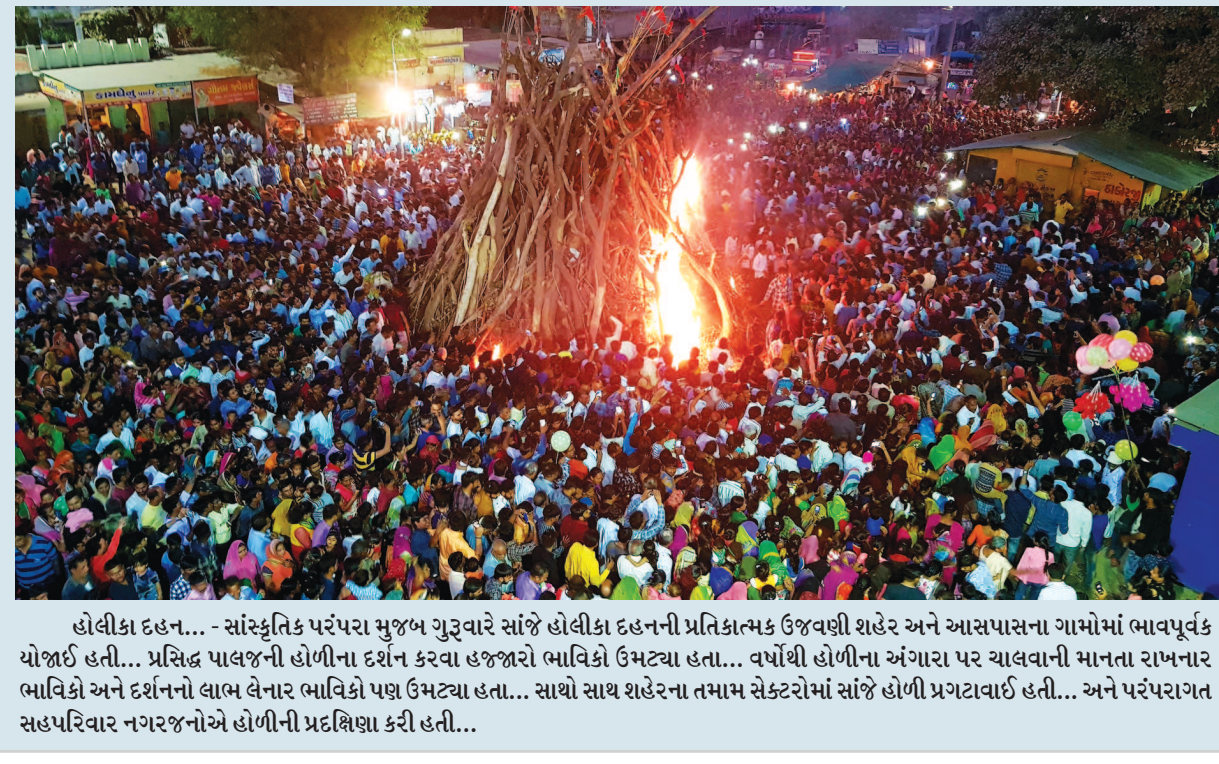 કામધેનુ
હોલીકા દહન... - સાંસ્કૃતિક પરંપરા મુજબ ગુરૂવારે સાંજે હોલીકા દહનની પ્રતિકાત્મક ઉજવણી શહેર અને આસપાસના ગામોમાં ભાવપૂર્વક
યોજાઈ હતી... પ્રસિદ્ધ પાલજની હોળીના દર્શન કરવા હજ્જારો ભાવિકો ઉમટ્યા હતા... વર્ષોથી હોળીના અંગારા પર ચાલવાની માનતા રાખનાર
ભાવિકો અને દર્શનનો લાભ લેનાર ભાવિકો પણ ઉમટ્યા હતા... સાથો સાથ શહેરના તમામ સેક્ટરોમાં સાંજે હોળી પ્રગટાવાઈ હતી... અને પરંપરાગત
સહપરિવાર નગરજનોએ હોળીની પ્રદક્ષિણા કરી હતી...